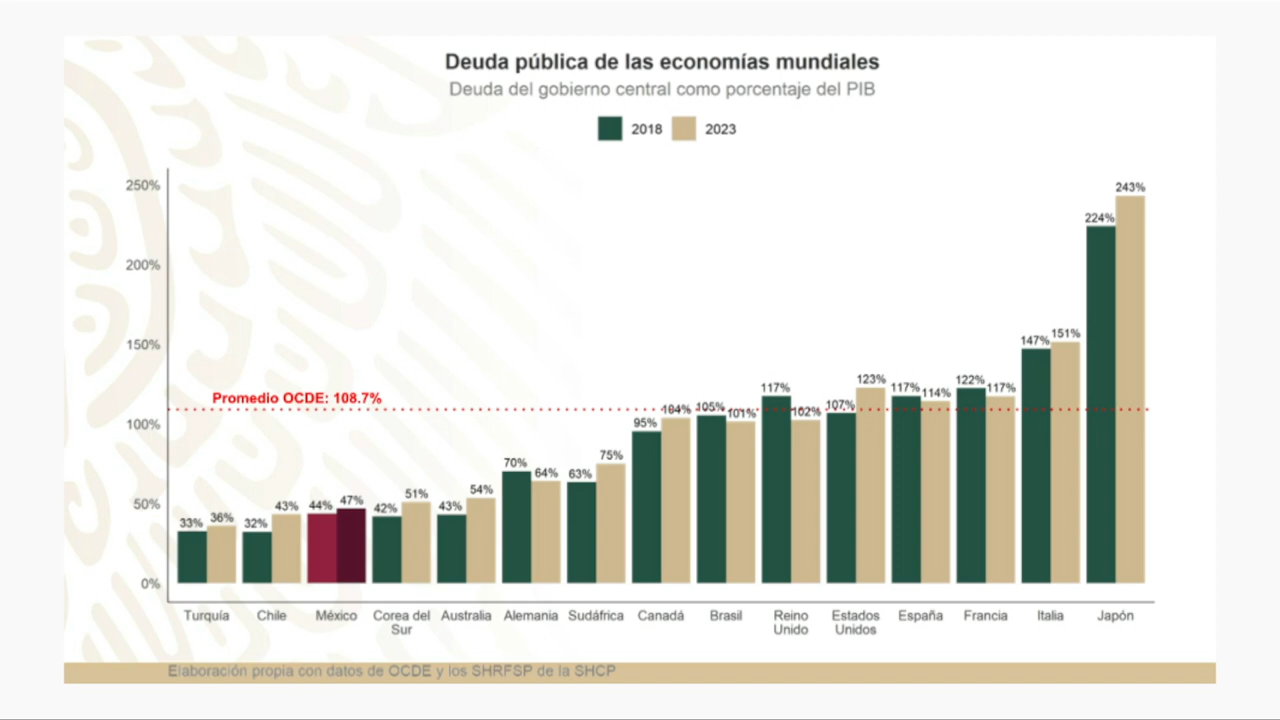 Deuda pública de las economías mundiales
Deuda del gobierno central como porcentaje del PIB
2018 2023
250%
200%
150%
100%
50%
0%
Promedio OCDE: 108.7%
33% 36% 32% 43% 44% 47% 42% 51% 43% 54% 70% 64% 63% 75% 95% 104% 105% 101% 117% 102% 107% 123% 117% 114% 122% 117% 147% 151% 224% 243%
Turquía Chile México Corea del Sur Australia Alemania Sudáfrica Canadá Brasil Reino Unido Estados Unidos España Francia Italia Japón
Elaboración propia con datos de OCDE y los SHRFSP de la SHCP